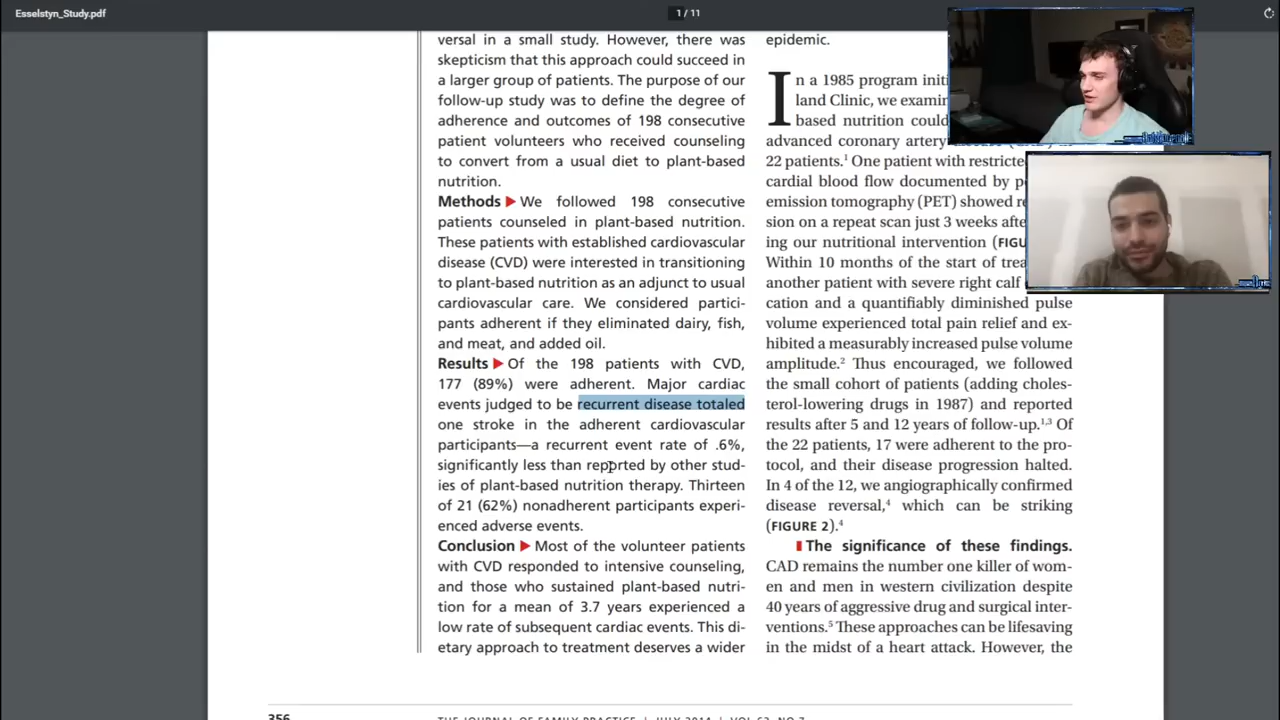 Esselstyn_Study.pdf
1 / 11
versal in a small study. However, there was
skepticism that this approach could succeed in
a larger group of patients. The purpose of our
follow-up study was to define the degree of
adherence and outcomes of 198 consecutive
patient volunteers who received counseling
to convert from a usual diet to plant-based
nutrition.
Methods ▶ We followed 198 consecutive
patients counseled in plant-based nutrition.
These patients with established cardiovascular
disease (CVD) were interested in transitioning
to plant-based nutrition as an adjunct to usual
cardiovascular care. We considered partici-
pants adherent if they eliminated dairy, fish,
and meat, and added oil.
Results ▶ Of the 198 patients with CVD,
177 (89%) were adherent. Major cardiac
events judged to be recurrent disease totaled
one stroke in the adherent cardiovascular
participants—a recurrent event rate of .6%,
significantly less than reported by other stud-
ies of plant-based nutrition therapy. Thirteen
of 21 (62%) nonadherent participants experi-
enced adverse events.
Conclusion ▶ Most of the volunteer patients
with CVD responded to intensive counseling,
and those who sustained plant-based nutri-
tion for a mean of 3.7 years experienced a
low rate of subsequent cardiac events. This di-
etary approach to treatment deserves a wider
epidemic.
In a 1985 program initi
land Clinic, we examin
based nutrition could
advanced coronary artery
22 patients.¹ One patient with restricte
cardial blood flow documented by p
emission tomography (PET) showed re
sion on a repeat scan just 3 weeks afte
ing our nutritional intervention (FIGU
Within 10 months of the start of trea
another patient with severe right calf
cation and a quantifiably diminished pulse
volume experienced total pain relief and ex-
hibited a measurably increased pulse volume
amplitude.² Thus encouraged, we followed
the small cohort of patients (adding choles-
terol-lowering drugs in 1987) and reported
results after 5 and 12 years of follow-up.¹,³ Of
the 22 patients, 17 were adherent to the pro-
tocol, and their disease progression halted.
In 4 of the 12, we angiographically confirmed
disease reversal,⁴ which can be striking
(FIGURE 2).⁴
The significance of these findings.
CAD remains the number one killer of wom-
en and men in western civilization despite
40 years of aggressive drug and surgical inter-
ventions.⁵ These approaches can be lifesaving
in the midst of a heart attack. However, the
356
THE JOURNAL OF FAMILY PRACTICE | JULY 2014 | VOL 63, NO 7